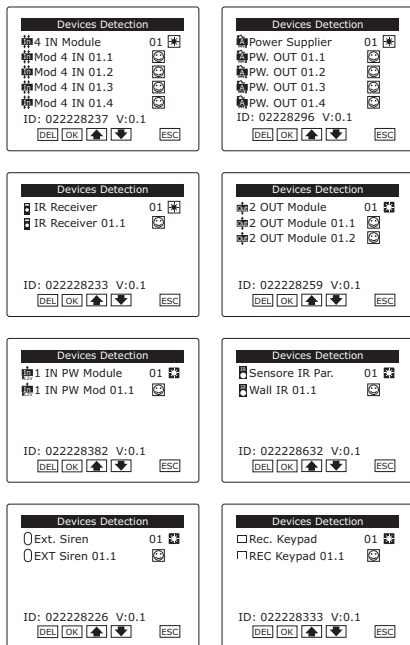 Devices Detection
4 IN Module 01
Mod 4 IN 01.1
Mod 4 IN 01.2
Mod 4 IN 01.3
Mod 4 IN 01.4
ID: 022228237 V:0.1
DEL OK ESC
Devices Detection
Power Supplier 01
PW. OUT 01.1
PW. OUT 01.2
PW. OUT 01.3
PW. OUT 01.4
ID: 02228296 V:0.1
DEL OK ESC
Devices Detection
IR Receiver 01
IR Receiver 01.1
ID: 022228233 V:0.1
DEL OK ESC
Devices Detection
2 OUT Module 01
2 OUT Module 01.1
2 OUT Module 01.2
ID: 022228259 V:0.1
DEL OK ESC
Devices Detection
1 IN PW Module 01
1 IN PW Mod 01.1
ID: 022228382 V:0.1
DEL OK ESC
Devices Detection
Sensore IR Par. 01
Wall IR 01.1
ID: 022228632 V:0.1
DEL OK ESC
Devices Detection
Ext. Siren 01
EXT Siren 01.1
ID: 022228226 V:0.1
DEL OK ESC
Devices Detection
Rec. Keypad 01
REC Keypad 01.1
ID: 022228333 V:0.1
DEL OK ESC